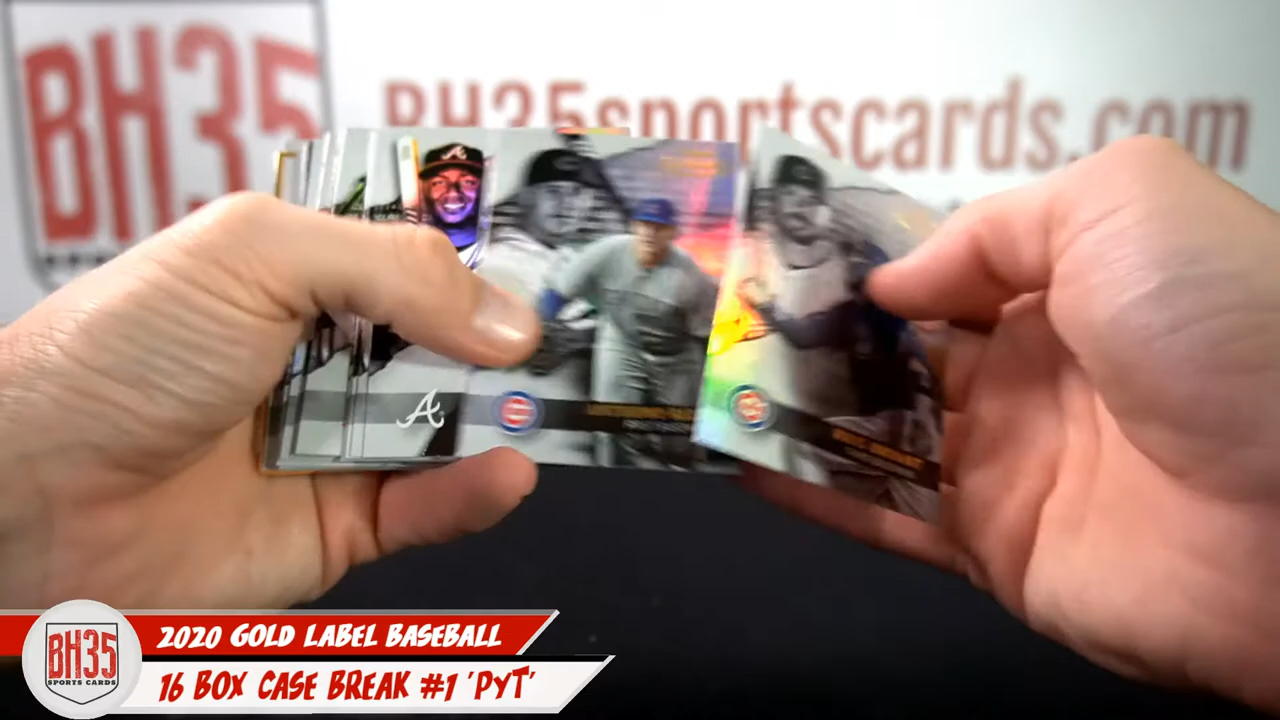 BH35
BH35sportscards.com
A
A
2020 GOLD LABEL BASEBALL
16 BOX CASE BREAK #1 'PYT'
BH35
SPORTS CARDS